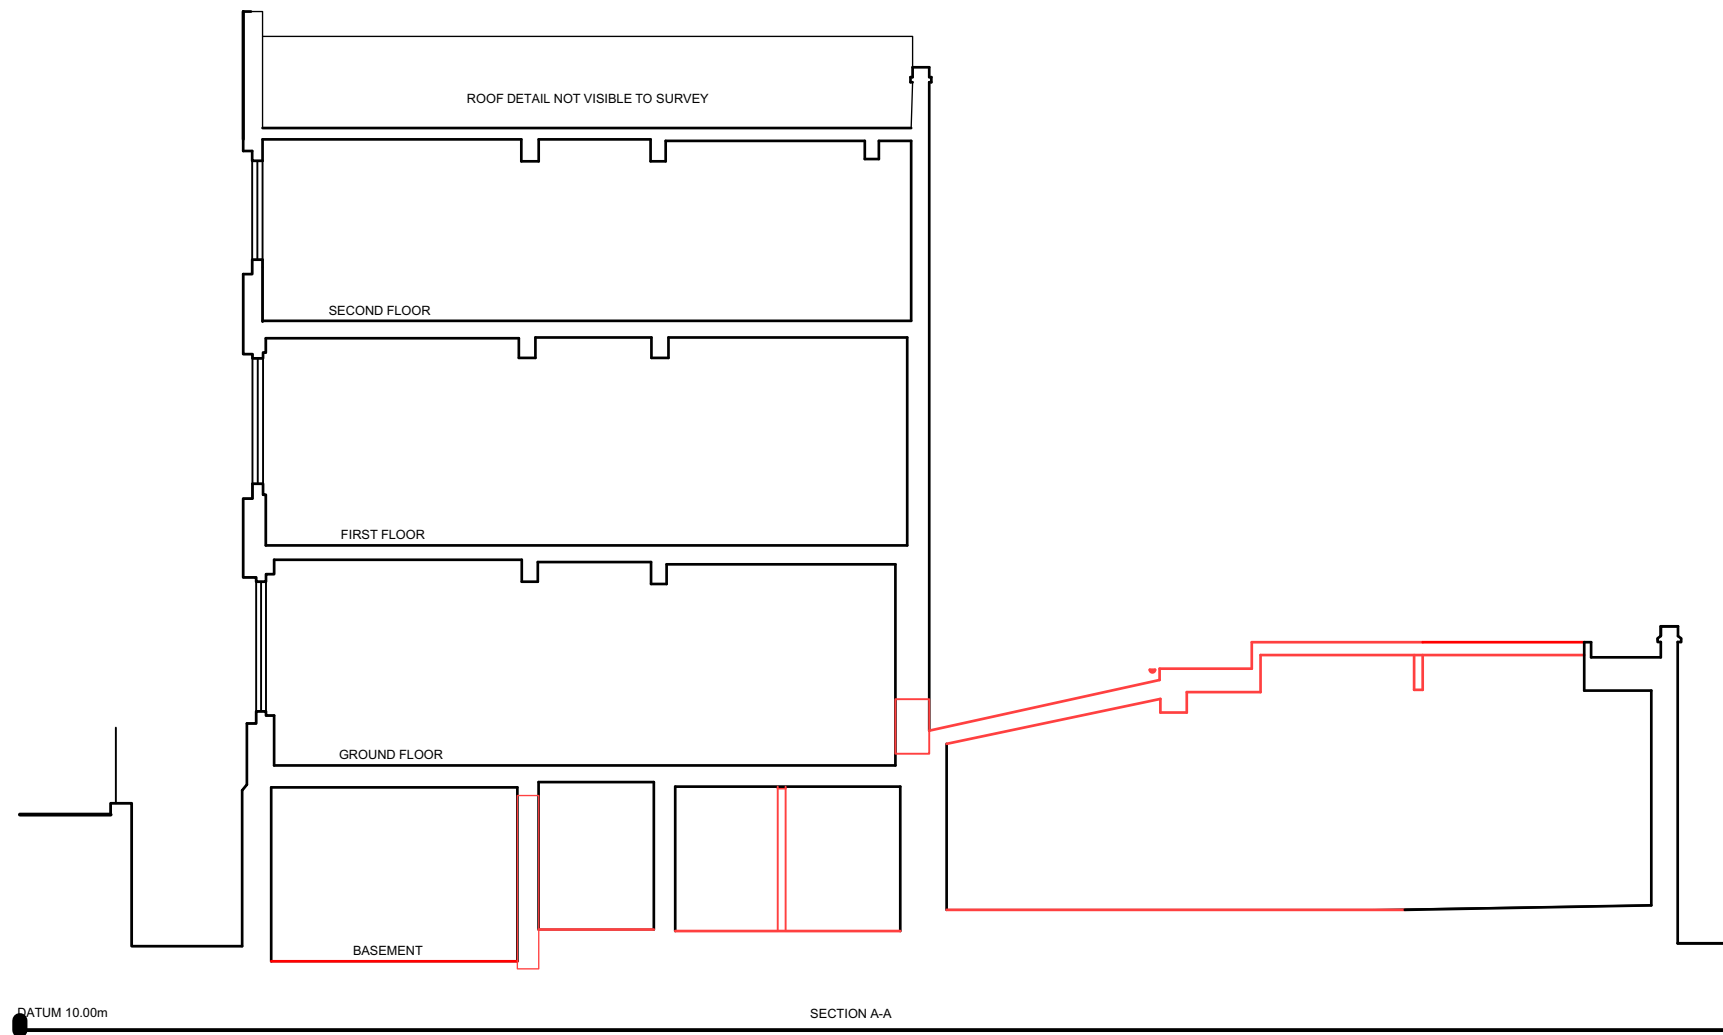 ROOF DETAIL NOT VISIBLE TO SURVEY
SECOND FLOOR
FIRST FLOOR
GROUND FLOOR
BASEMENT
DATUM 10.00m
SECTION A-A